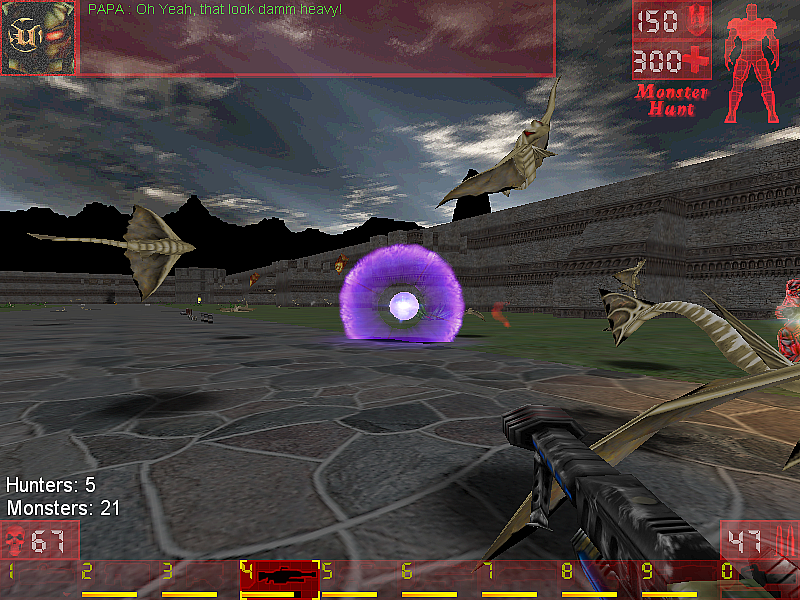 PAPA : Oh Yeah, that look damm heavy!
150
300
Monster
Hunt
Hunters: 5
Monsters: 21
67
47
1 2 3 4 5 6 7 8 9 0